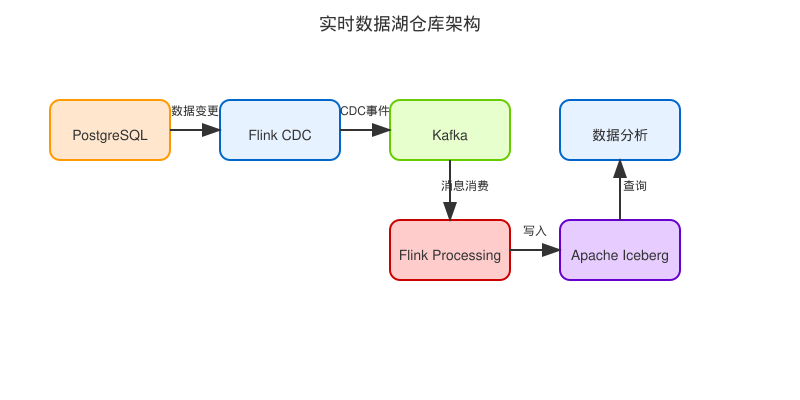 实时数据湖仓库架构
PostgreSQL
数据变更
Flink CDC
CDC事件
Kafka
数据分析
消息消费
查询
Flink Processing
写入
Apache Iceberg